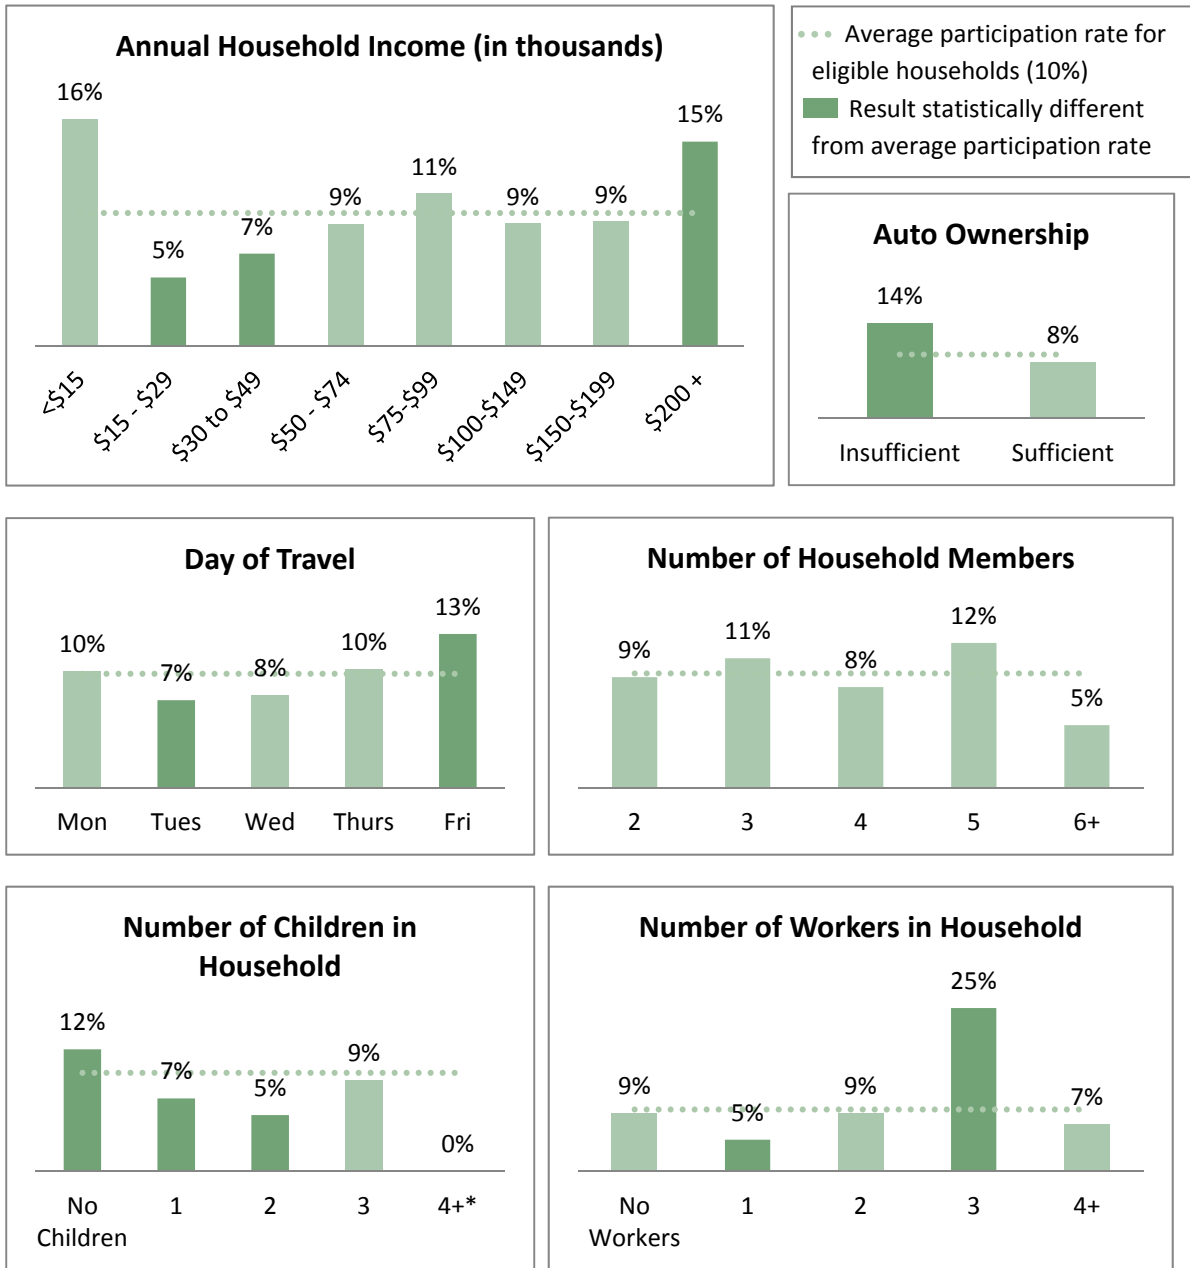 Annual Household Income (in thousands)
16%
5%
7%
9%
11%
9%
9%
15%
<$15
$15 - $29
$30 to $49
$50 - $74
$75-$99
$100-$149
$150-$199
$200 +
Average participation rate for
eligible households (10%)
Result statistically different
from average participation rate
Auto Ownership
14%
8%
Insufficient
Sufficient
Day of Travel
10%
7%
8%
10%
13%
Mon
Tues
Wed
Thurs
Fri
Number of Household Members
9%
11%
8%
12%
5%
2
3
4
5
6+
Number of Children in
Household
12%
7%
5%
9%
0%
No
Children
1
2
3
4+*
Number of Workers in Household
9%
5%
9%
25%
7%
No
Workers
1
2
3
4+